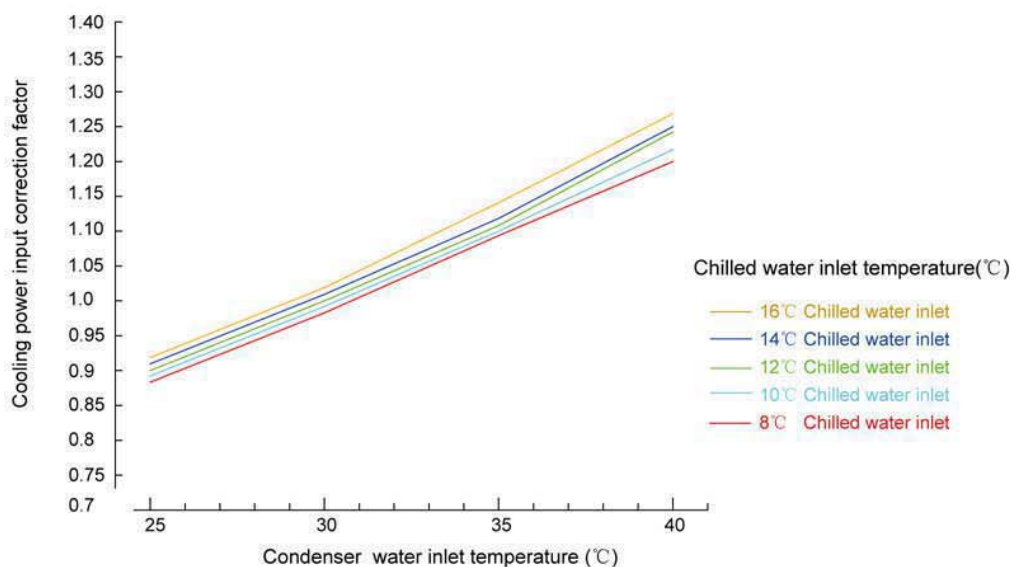 Cooling power input correction factor
1.40
1.35
1.30
1.25
1.20
1.15
1.10
1.05
1.0
0.95
0.9
0.85
0.8
0.75
0.7
25 30 35 40
Condenser water inlet temperature (℃)
Chilled water inlet temperature(℃)
16℃ Chilled water inlet
14℃ Chilled water inlet
12℃ Chilled water inlet
10℃ Chilled water inlet
8℃ Chilled water inlet